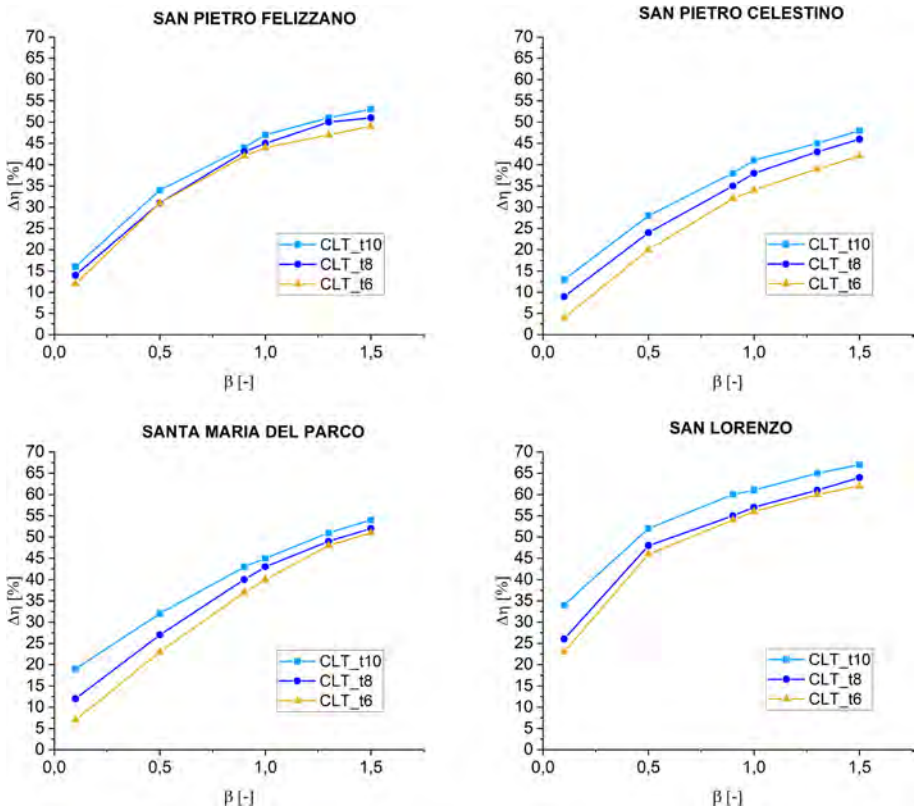 SAN PIETRO FELIZZANO
70
65
60
55
50
45
40
35
30
25
20
15
10
5
0
Δη [%]
0,0 0,5 1,0 1,5
β [-]
CLT_t10
CLT_t8
CLT_t6
SAN PIETRO CELESTINO
70
65
60
55
50
45
40
35
30
25
20
15
10
5
0
Δη [%]
0,0 0,5 1,0 1,5
β [-]
CLT_t10
CLT_t8
CLT_t6
SANTA MARIA DEL PARCO
70
65
60
55
50
45
40
35
30
25
20
15
10
5
0
Δη [%]
0,0 0,5 1,0 1,5
β [-]
CLT_t10
CLT_t8
CLT_t6
SAN LORENZO
70
65
60
55
50
45
40
35
30
25
20
15
10
5
0
Δη [%]
0,0 0,5 1,0 1,5
β [-]
CLT_t10
CLT_t8
CLT_t6